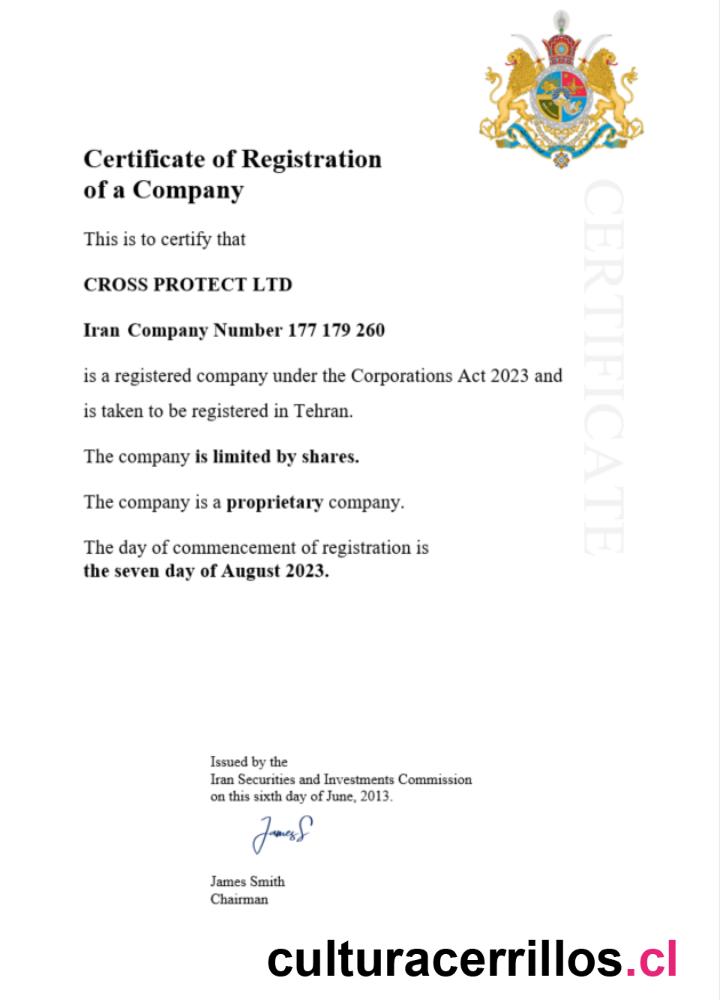 Certificate of Registration
of a Company
This is to certify that
CROSS PROTECT LTD
Iran Company Number 177 179 260
is a registered company under the Corporations Act 2023 and
is taken to be registered in Tehran.
The company is limited by shares.
The company is a proprietary company.
The day of commencement of registration is
the seven day of August 2023.
CERTIFICATE
Issued by the
Iran Securities and Investments Commission
on this sixth day of June, 2013.
JamesS
James Smith
Chairman
culturacerrillos.cl